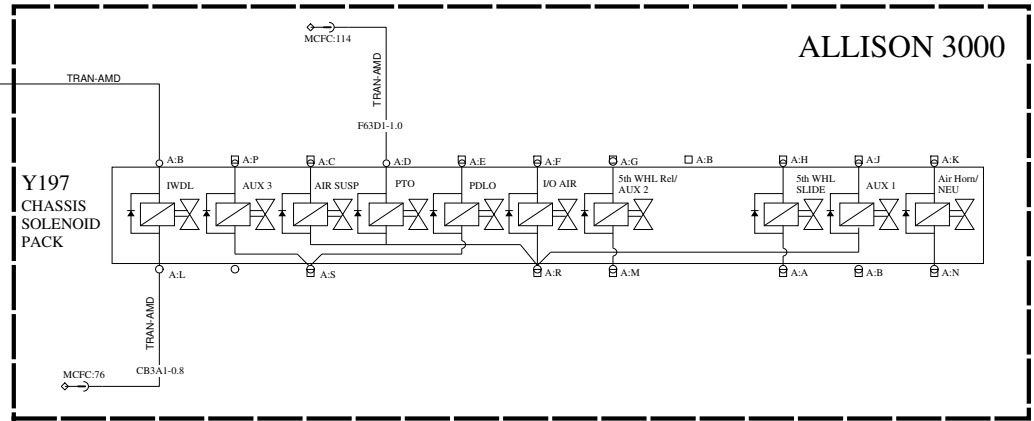 MCFC:114
ALLISON 3000
TRAN-AMD
TRAN-AMD
F63D1-1.0
A:B
A:P
A:C
A:D
A:E
A:F
A:G
A:B
A:H
A:J
A:K
Y197
CHASSIS
SOLENOID
PACK
IWDL
AUX 3
AIR SUSP
PTO
PDLO
I/O AIR
5th WHL Rel/
AUX 2
5th WHL
SLIDE
AUX 1
Air Horn/
NEU
A:L
A:S
A:R
A:M
A:A
A:B
A:N
TRAN-AMD
MCFC:76
CB3A1-0.8